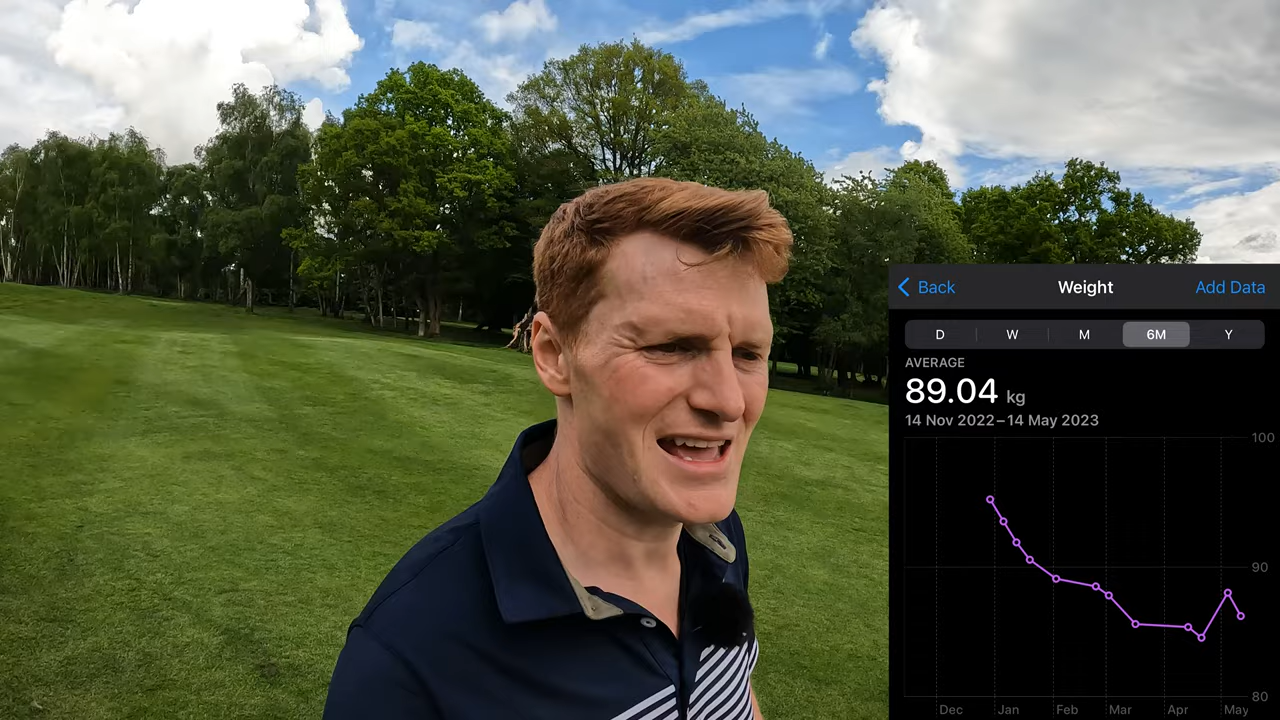 Back Weight Add Data
D W M 6M Y
AVERAGE
89.04 kg
14 Nov 2022–14 May 2023
100
90
80
Dec Jan Feb Mar Apr May